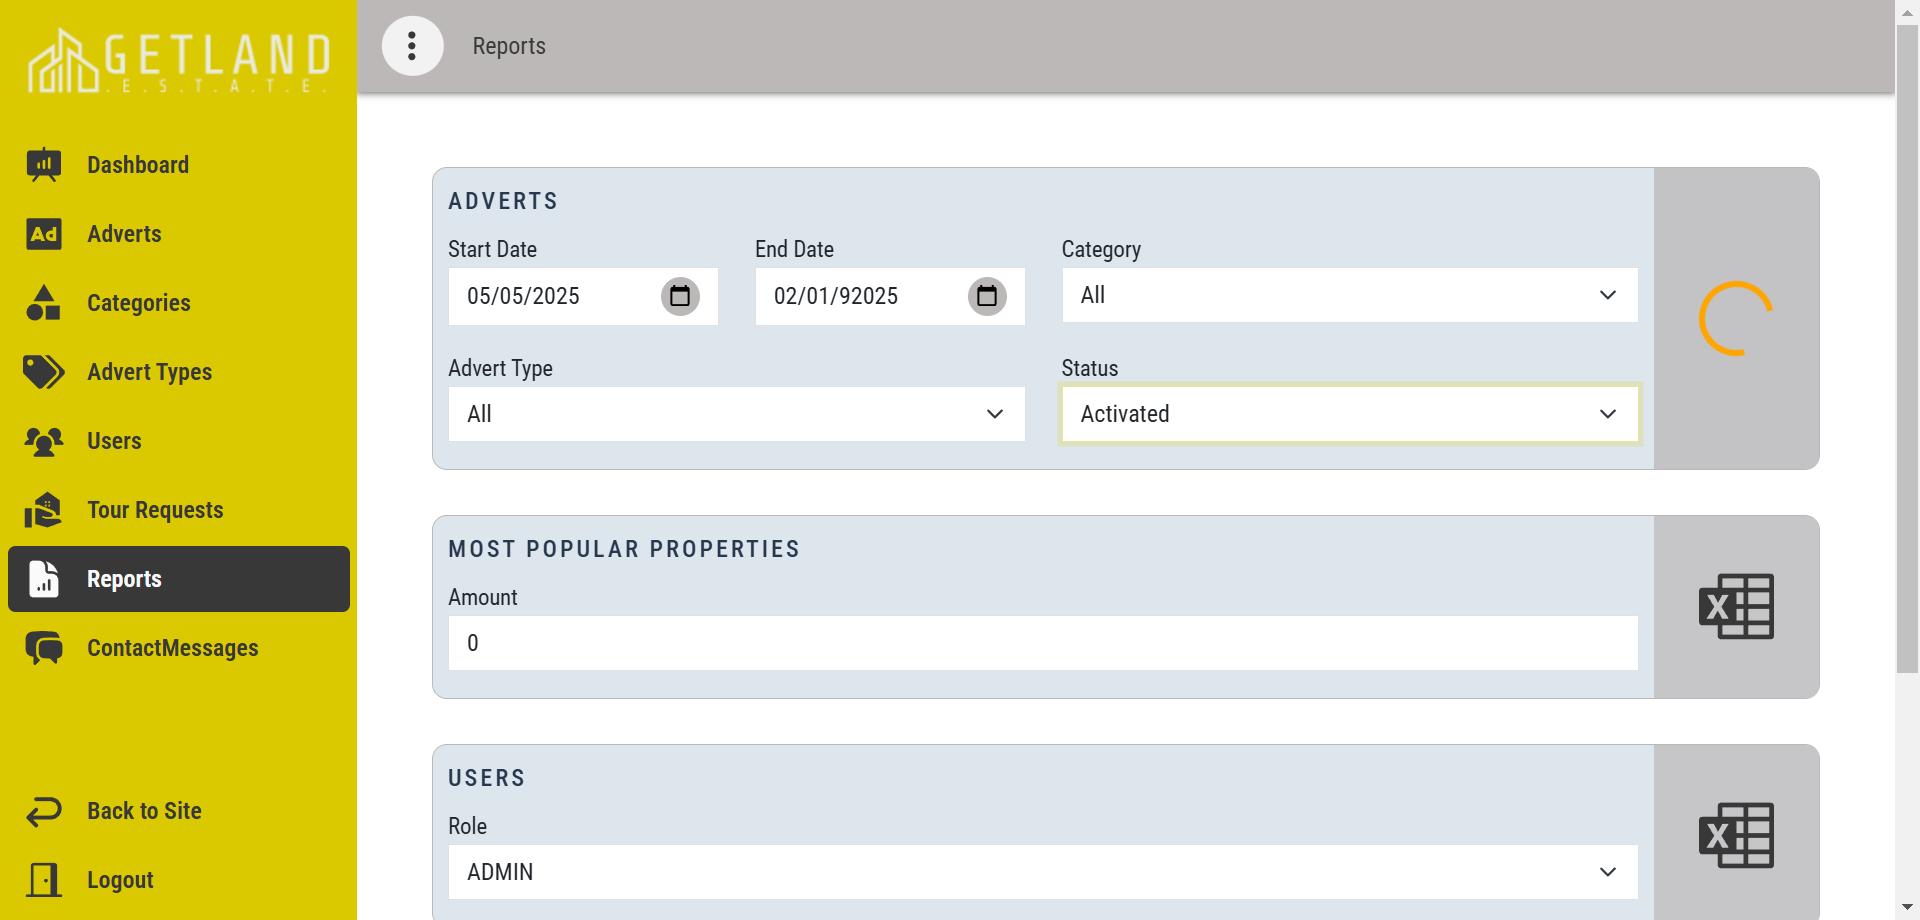 GETLAND
.E.S.T.A.T.E.
Dashboard
Ad Adverts
Categories
Advert Types
Users
Tour Requests
Reports
ContactMessages
Back to Site
Logout
Reports
ADVERTS
Start Date End Date Category
05/05/2025 02/01/92025 All
Advert Type Status
All Activated
MOST POPULAR PROPERTIES
Amount
0
X
USERS
Role
ADMIN
X